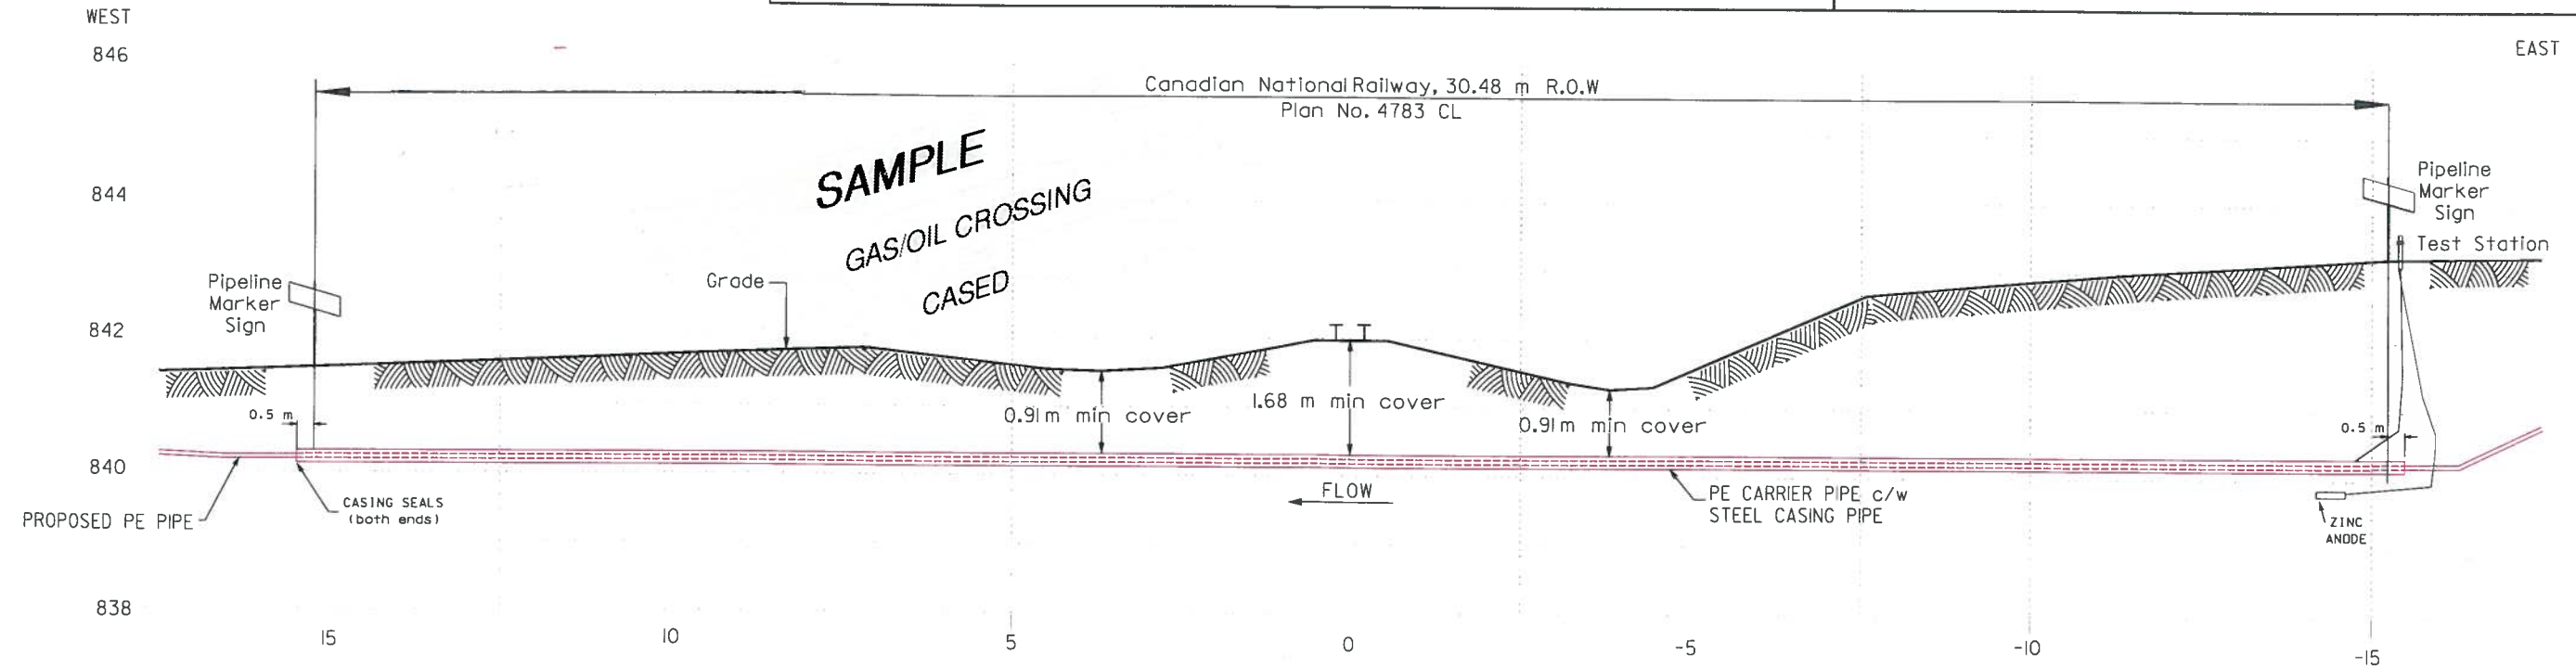 WEST
846
EAST
Canadian National Railway, 30.48 m R.O.W
Plan No. 4783 CL
SAMPLE
GAS/OIL CROSSING
CASED
844
Pipeline
Marker
Sign
Test Station
Pipeline
Marker
Sign
Grade
842
0.5 m
0.91m min cover
1.68 m min cover
0.91m min cover
0.5 m
840
FLOW
CASING SEALS
(both ends)
PROPOSED PE PIPE
PE CARRIER PIPE c/w
STEEL CASING PIPE
ZINC
ANODE
838
15
10
5
0
-5
-10
-15